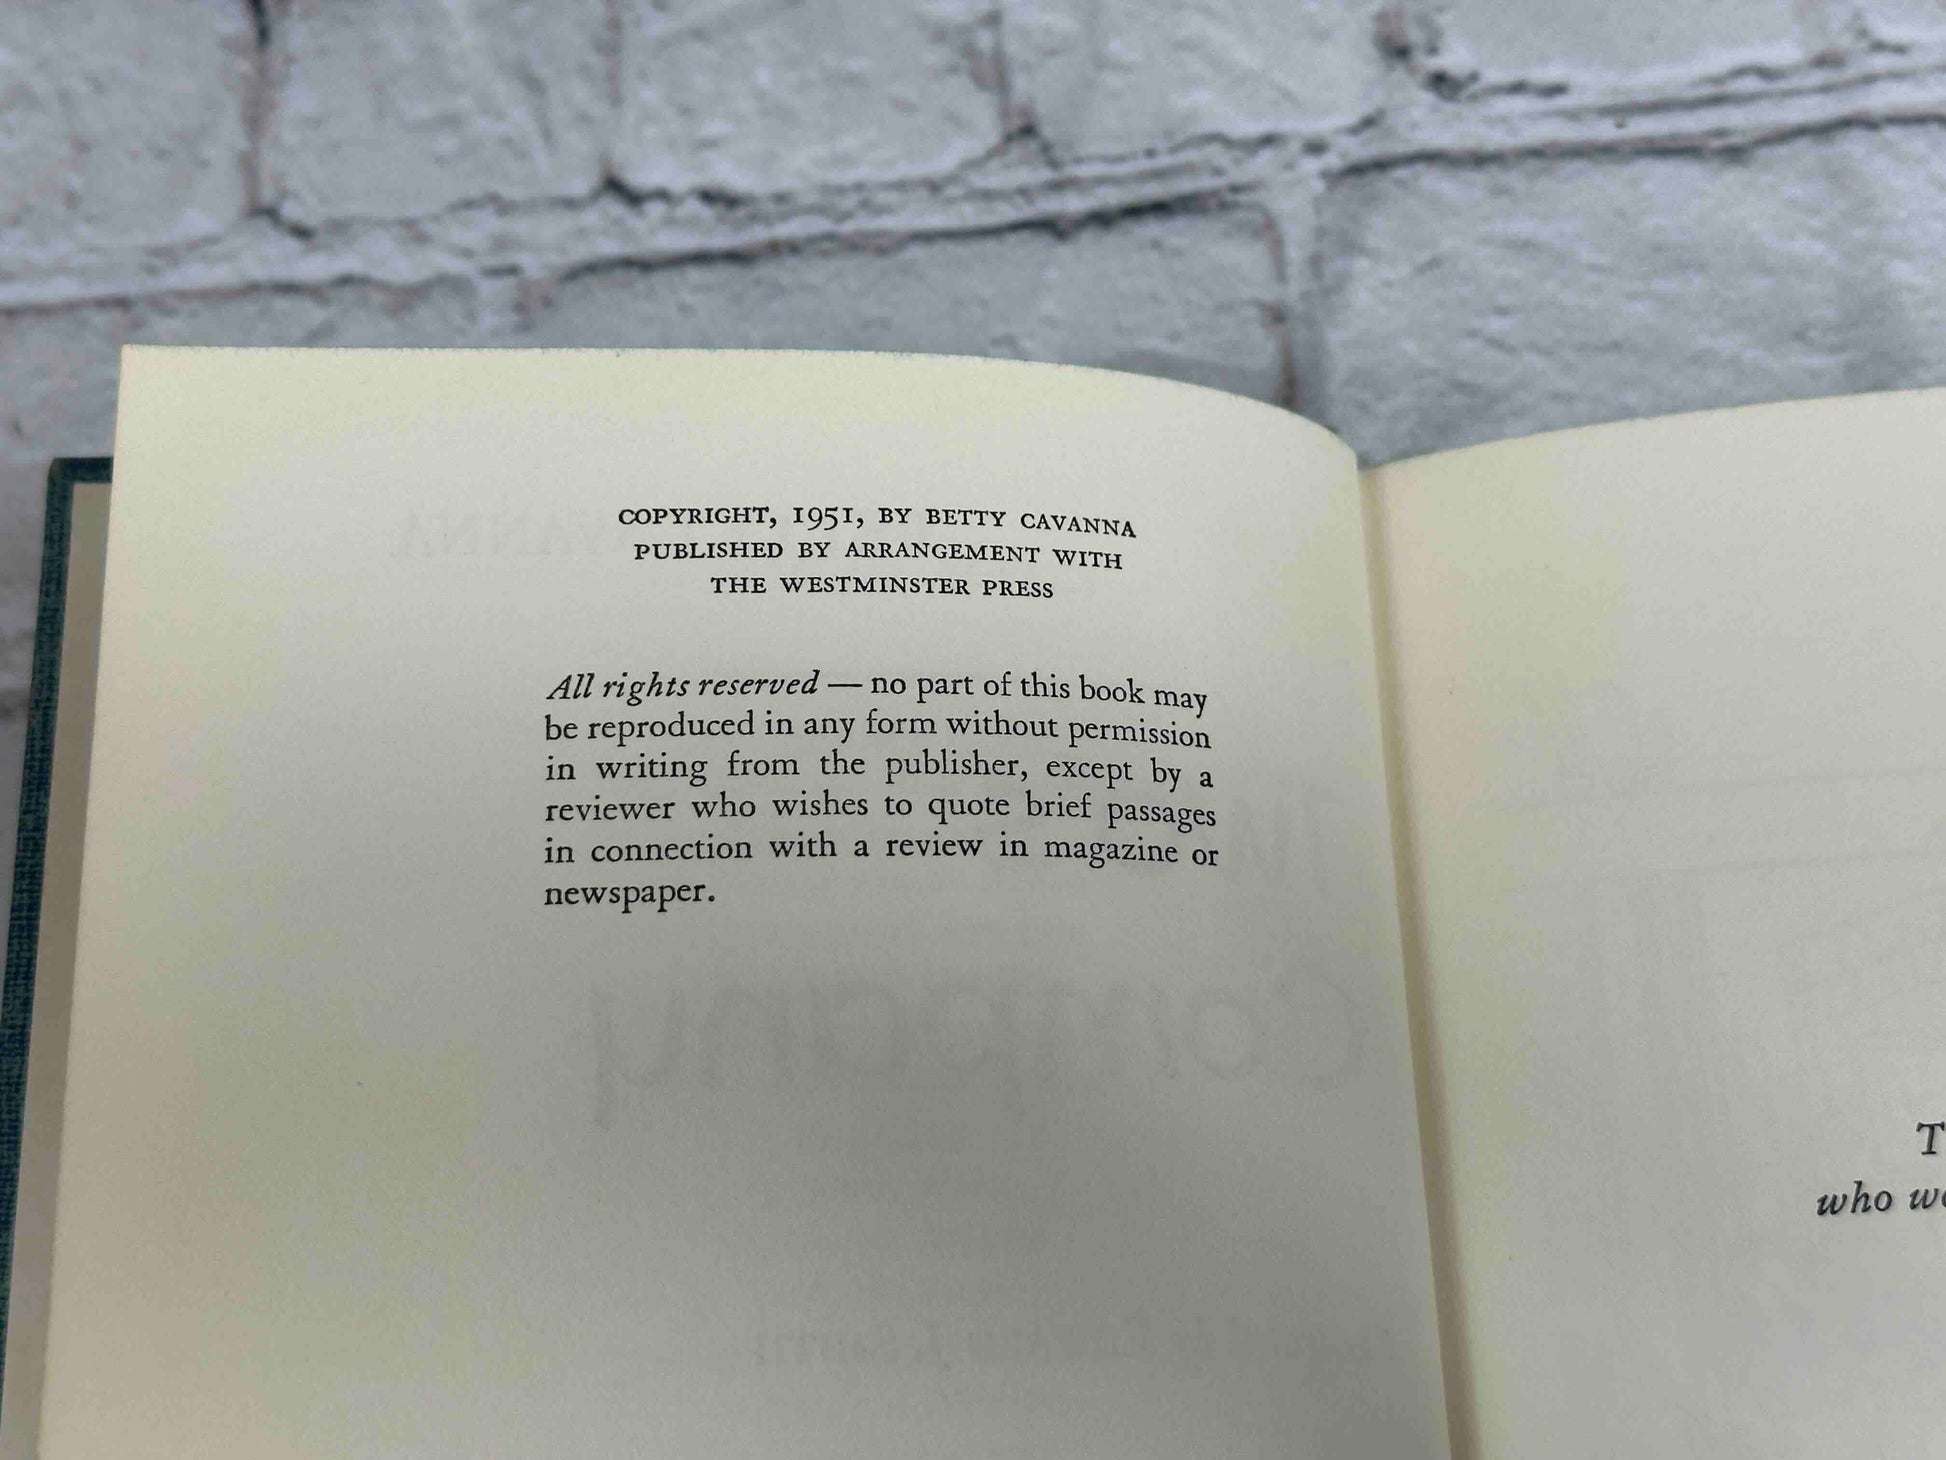 COPYRIGHT, 1951, BY BETTY CAVANNA
PUBLISHED BY ARRANGEMENT WITH
THE WESTMINSTER PRESS
All rights reserved — no part of this book may
be reproduced in any form without permission
in writing from the publisher, except by a
reviewer who wishes to quote brief passages
in connection with a review in magazine or
newspaper.
who